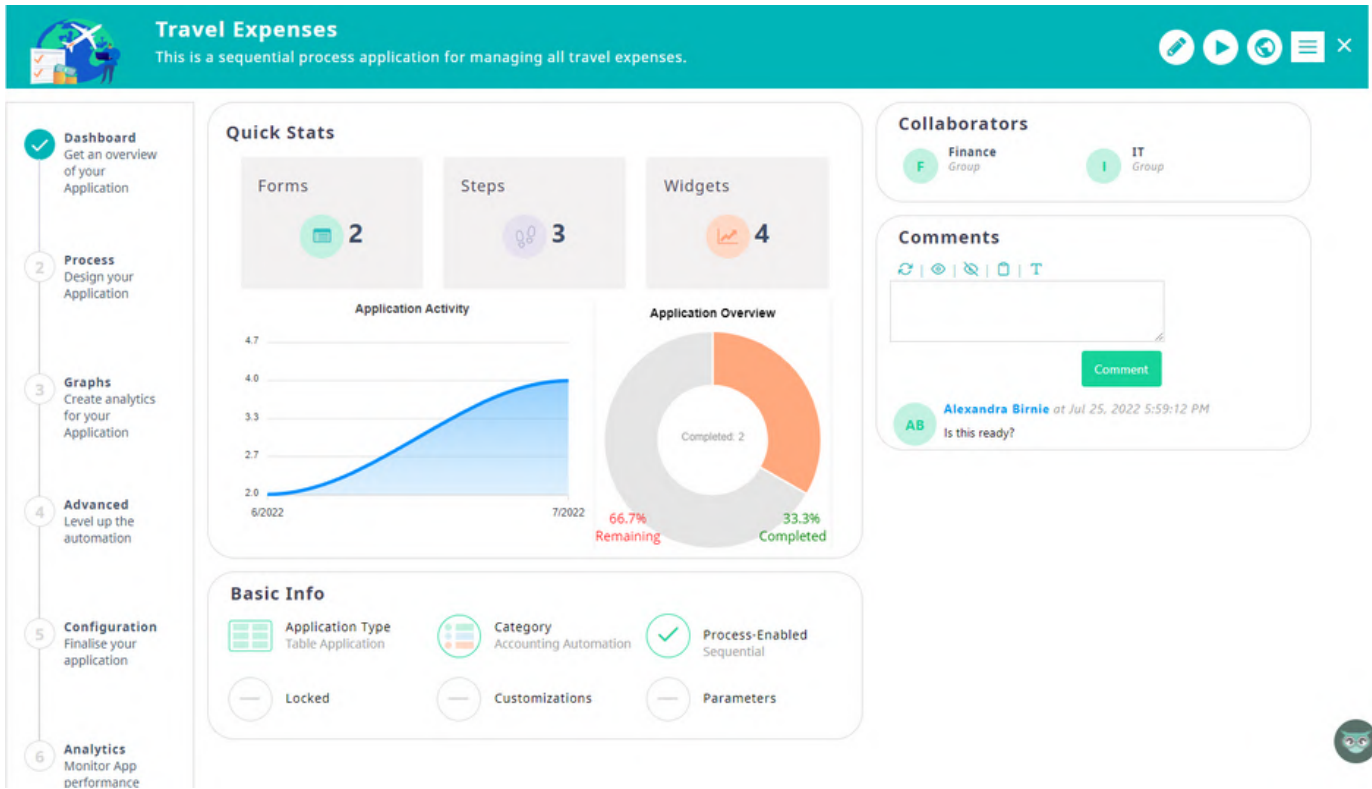 Travel Expenses
This is a sequential process application for managing all travel expenses.
Dashboard
Get an overview
of your
Application
2
Process
Design your
Application
3
Graphs
Create analytics
for your
Application
4
Advanced
Level up the
automation
5
Configuration
Finalise your
application
6
Analytics
Monitor App
performance
Quick Stats
Forms
2
Steps
3
Widgets
4
Application Activity
4.7
4.0
3.3
2.7
2.0
6/2022
7/2022
Application Overview
Completed: 2
66.7%
Remaining
33.3%
Completed
Basic Info
Application Type
Table Application
Category
Accounting Automation
Process-Enabled
Sequential
Locked
Customizations
Parameters
Collaborators
F
Finance
Group
I
IT
Group
Comments
| | | | T
Comment
AB
Alexandra Birnie at Jul 25, 2022 5:59:12 PM
Is this ready?